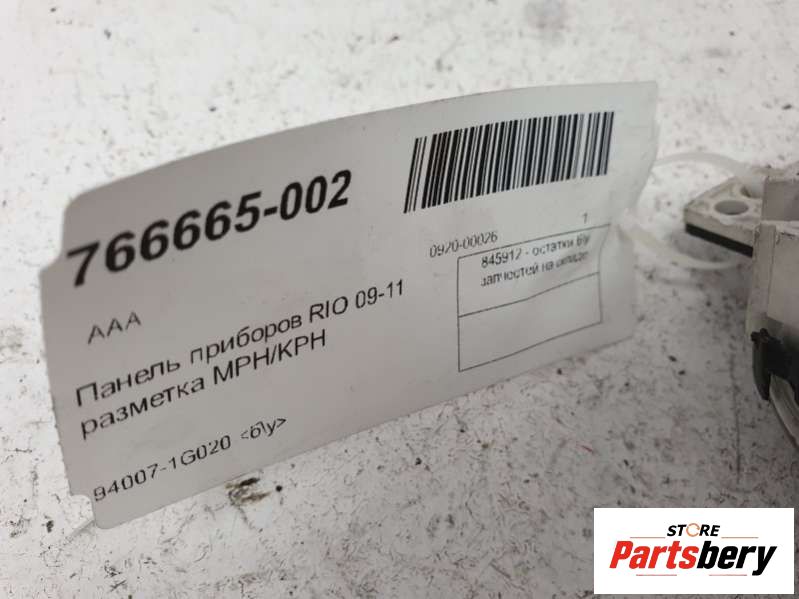 766665-002
0920-00026 1
AAA
845912 - остатки б\у
запчастей на складе
Панель приборов RIO 09-11
разметка MPH/KPH
94007-1G020 <б\у>
STORE
Partsbery